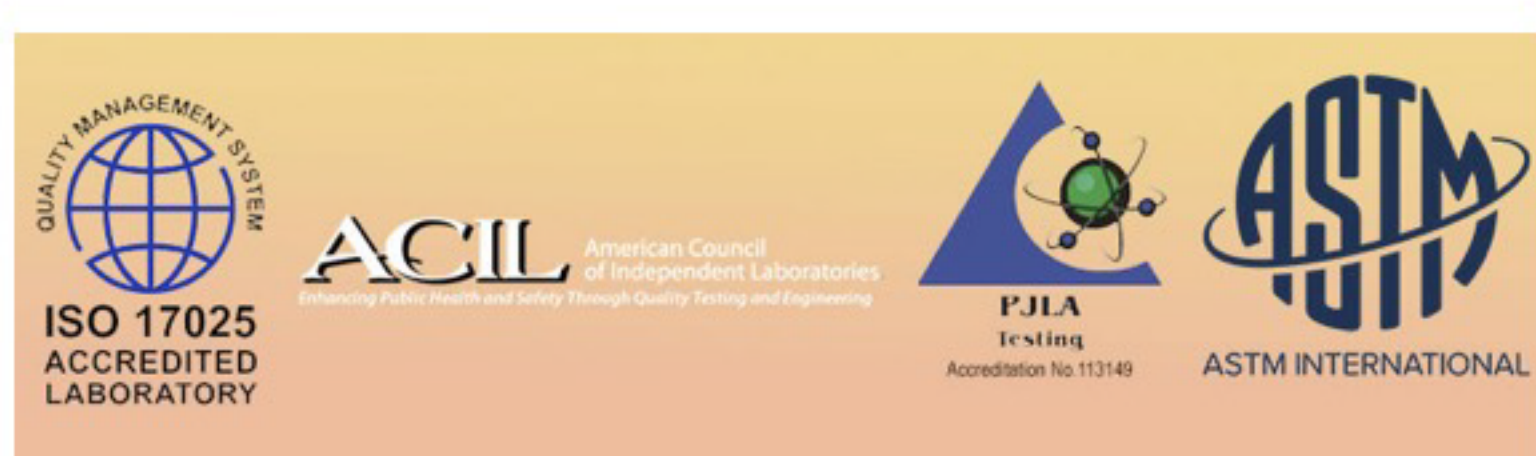 QUALITY MANAGEMENT SYSTEM
ISO 17025
ACCREDITED
LABORATORY
ACIL
American Council
of Independent Laboratories
Enhancing Public Health and Safety Through Quality Testing and Engineering
PJLA
Testing
Accreditation No.113149
ASTM
ASTM INTERNATIONAL